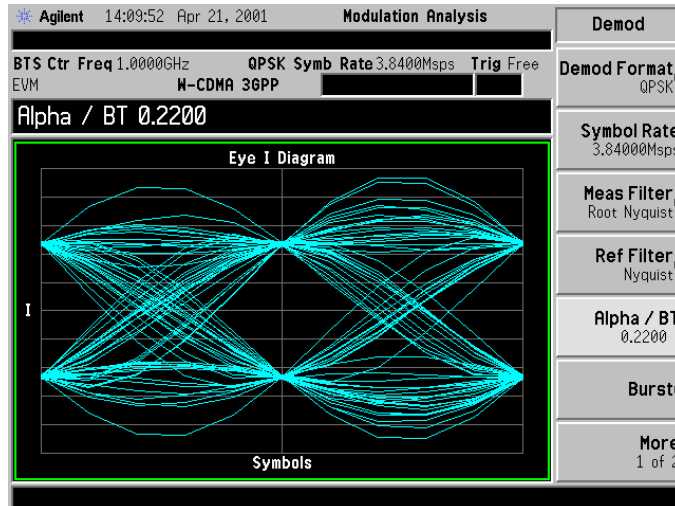 Agilent 14:09:52 Apr 21, 2001 Modulation Analysis
BTS Ctr Freq 1.0000GHz QPSK Symb Rate 3.8400Msps Trig Free
EVM W-CDMA 3GPP
Alpha / BT 0.2200
Eye I Diagram
I
Symbols
Demod
Demod Format
QPSK
Symbol Rate
3.84000Msps
Meas Filter
Root Nyquist
Ref Filter
Nyquist
Alpha / BT
0.2200
Burst
More
1 of 2